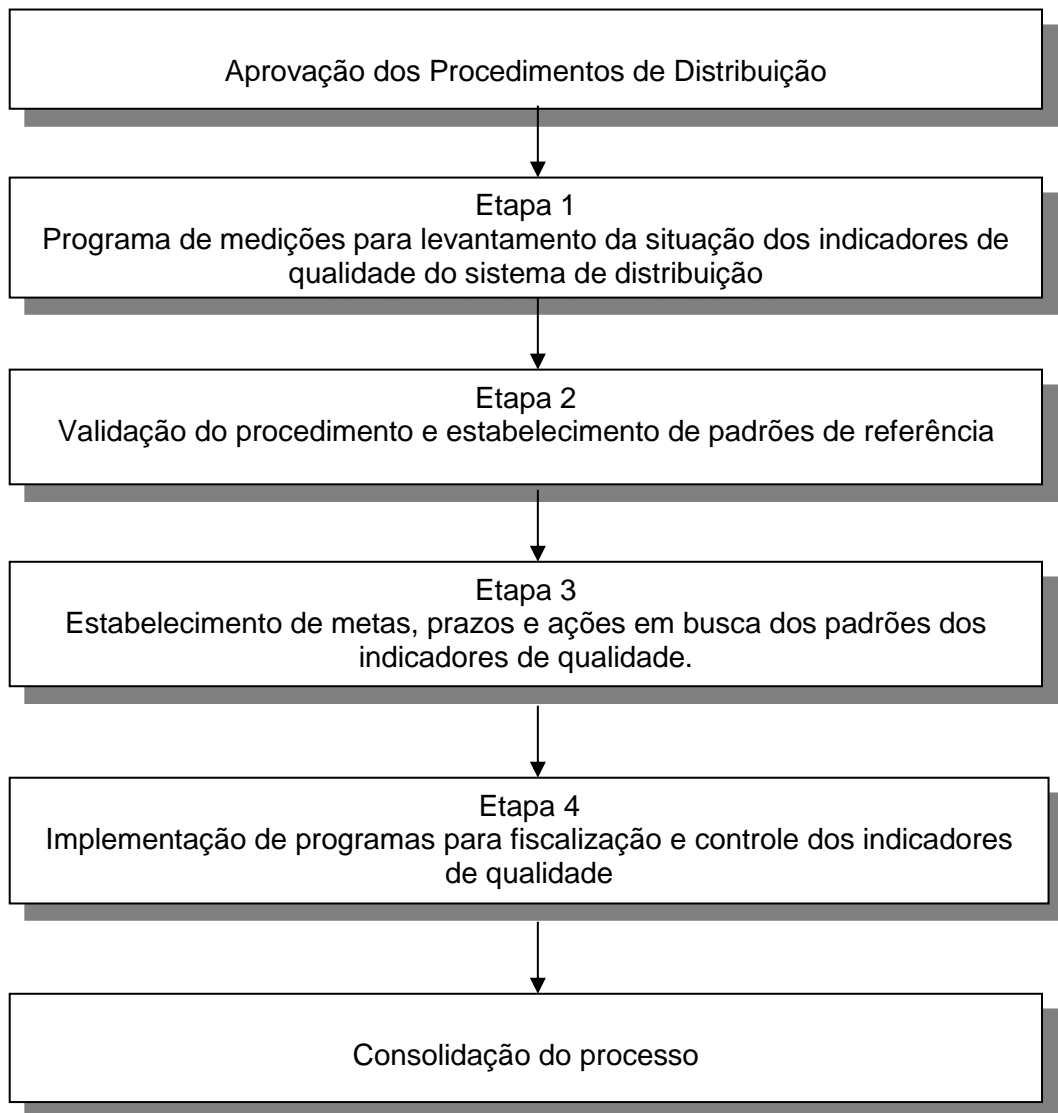 Aprovação dos Procedimentos de Distribuição
Etapa 1
Programa de medições para levantamento da situação dos indicadores de
qualidade do sistema de distribuição
Etapa 2
Validação do procedimento e estabelecimento de padrões de referência
Etapa 3
Estabelecimento de metas, prazos e ações em busca dos padrões dos
indicadores de qualidade.
Etapa 4
Implementação de programas para fiscalização e controle dos indicadores
de qualidade
Consolidação do processo